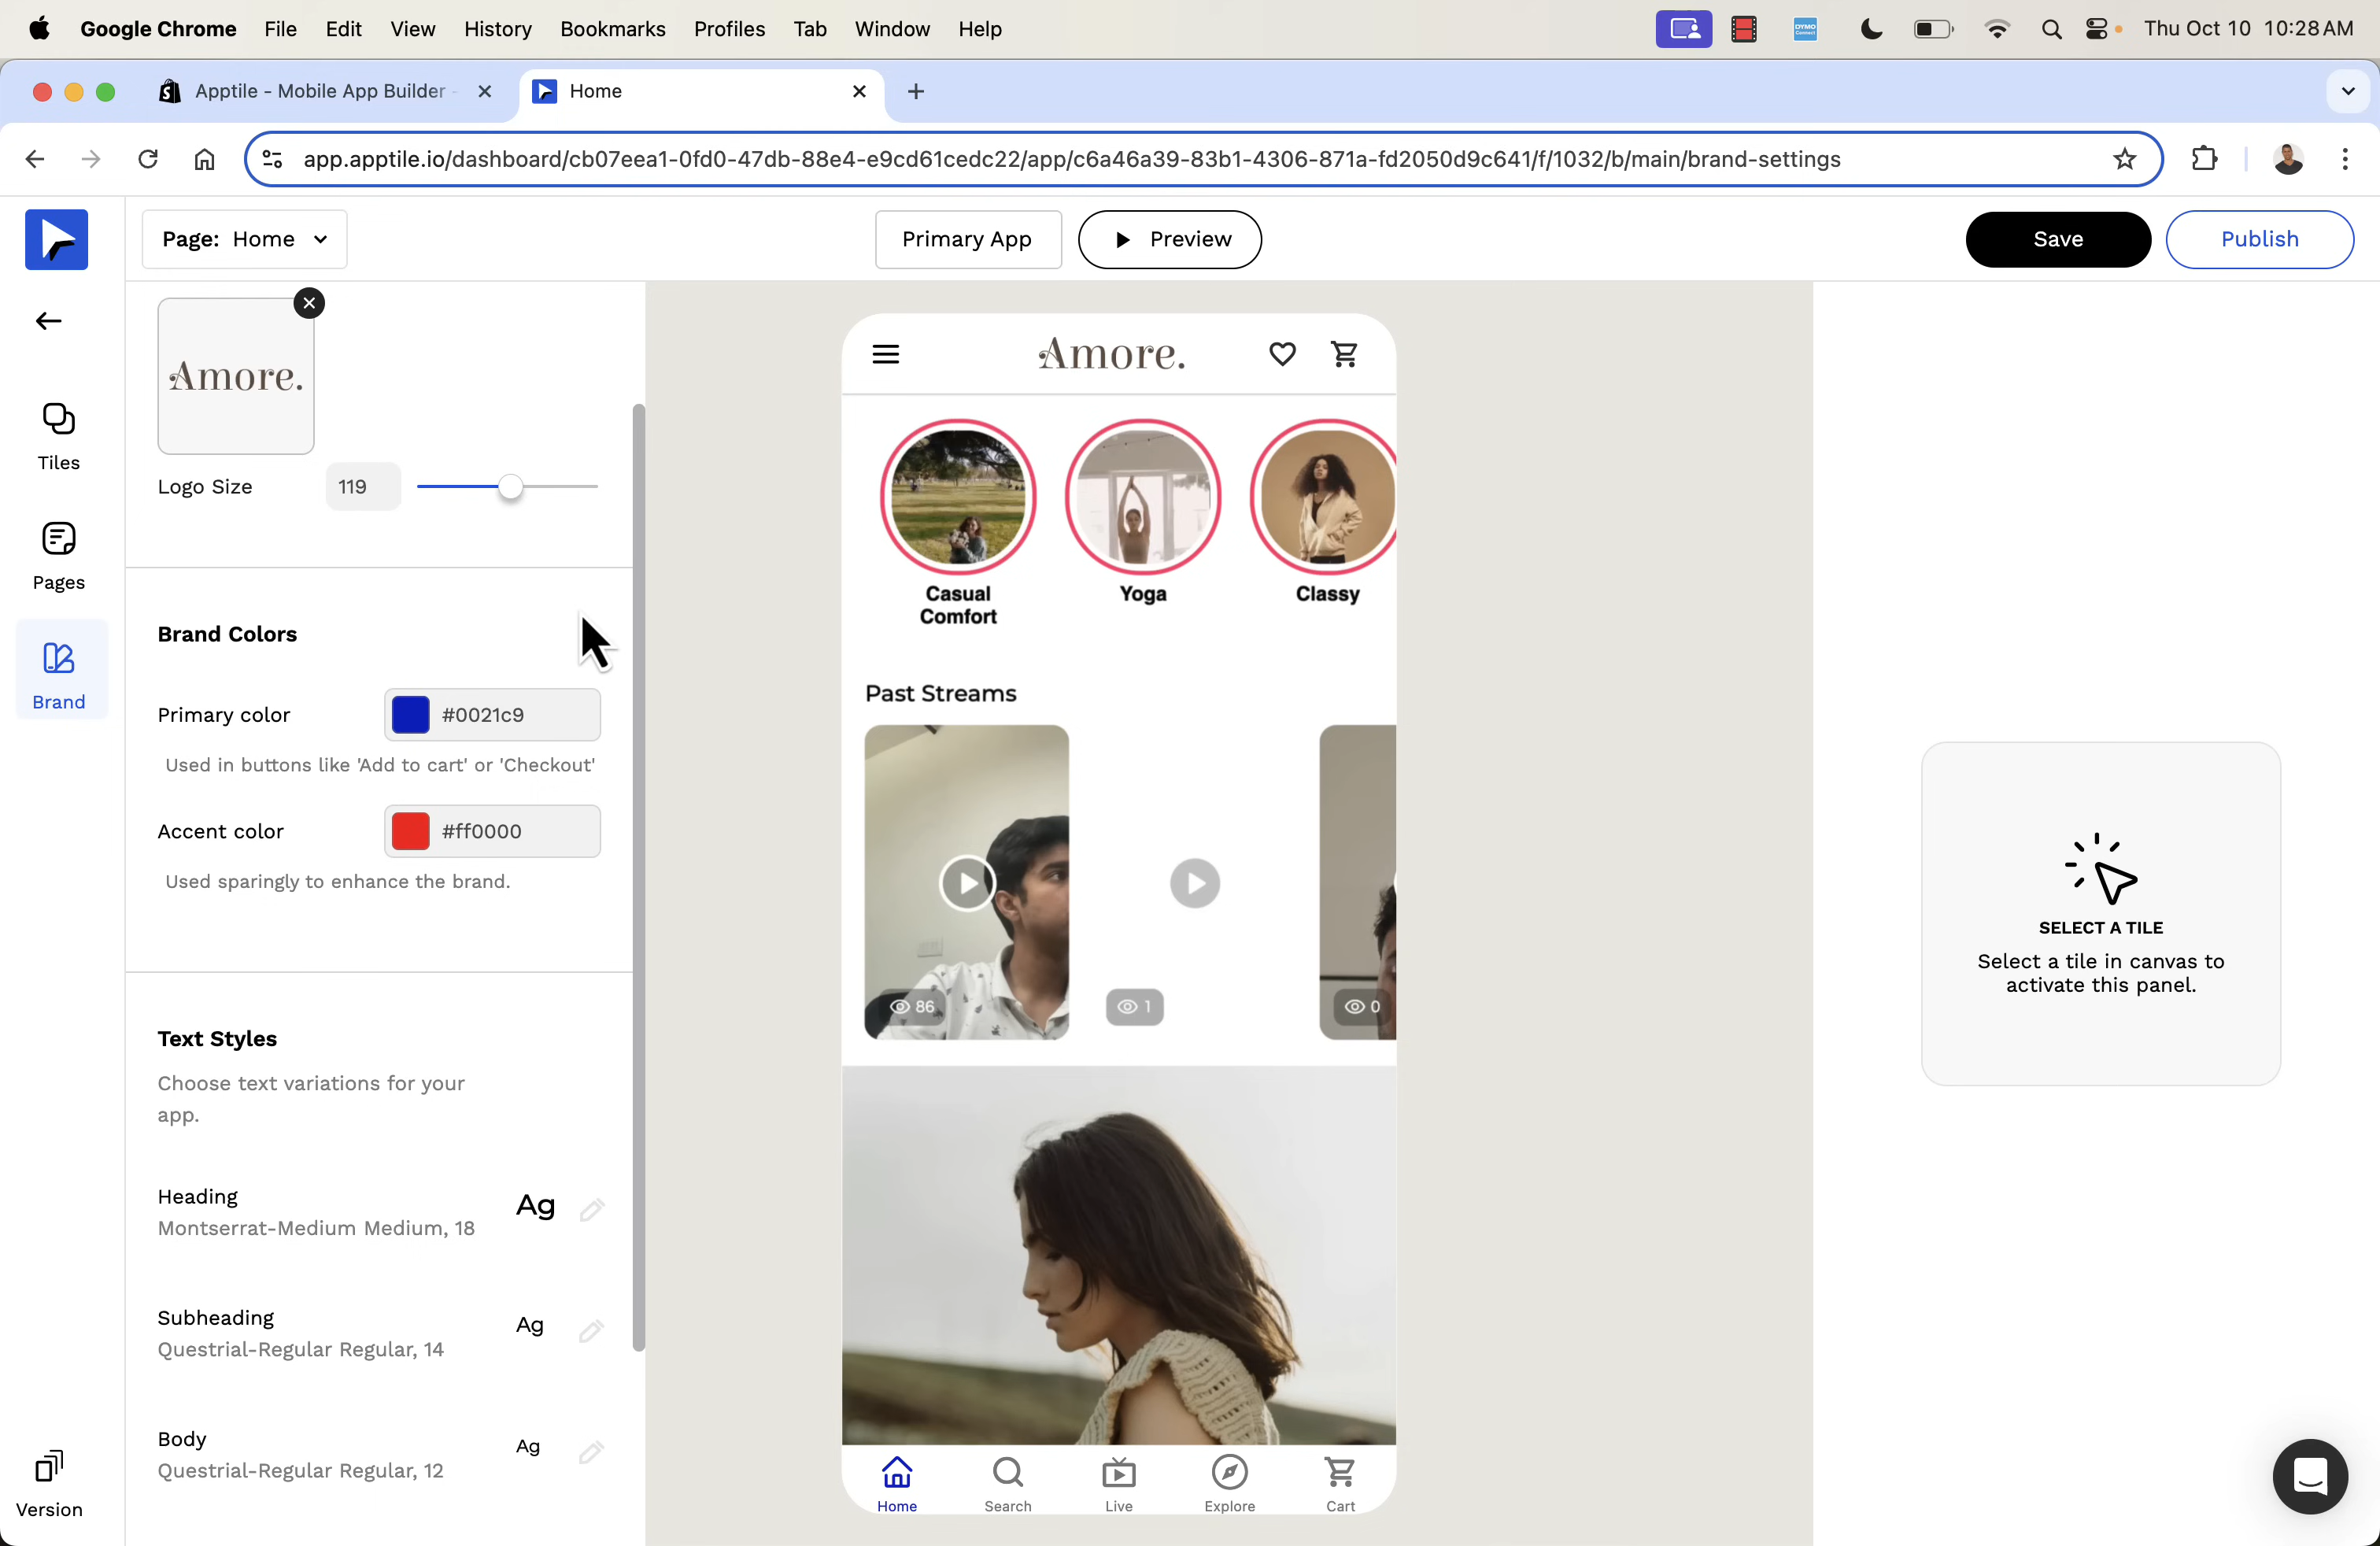 Google Chrome File Edit View History Bookmarks Profiles Tab Window Help
DYMO
Connect
Thu Oct 10 10:28 AM
Apptile - Mobile App Builder -
Home
app.apptile.io/dashboard/cb07eea1-0fd0-47db-88e4-e9cd61cedc22/app/c6a46a39-83b1-4306-871a-fd2050d9c641/f/1032/b/main/brand-settings
Page: Home
Primary App
Preview
Save
Publish
Tiles
Pages
Brand
Version
Amore.
Logo Size 119
Brand Colors
Primary color #0021c9
Used in buttons like 'Add to cart' or 'Checkout'
Accent color #ff0000
Used sparingly to enhance the brand.
Text Styles
Choose text variations for your
app.
Heading
Montserrat-Medium Medium, 18
Ag
Subheading
Questrial-Regular Regular, 14
Ag
Body
Questrial-Regular Regular, 12
Ag
Amore.
Casual
Comfort
Yoga
Classy
Past Streams
86
1
0
Home
Search
Live
Explore
Cart
SELECT A TILE
Select a tile in canvas to
activate this panel.